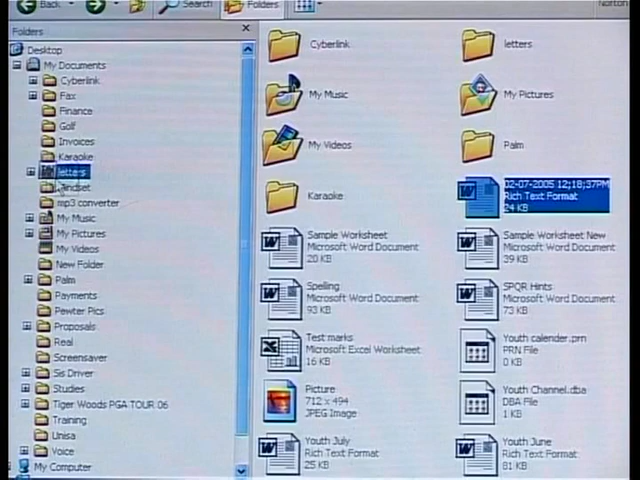 Back
Search
Folders
Norton
Folders
Desktop
My Documents
Cyberlink
Fax
Finance
Golf
Invoices
Karaoke
letters
mp3 converter
My Music
My Pictures
My Videos
New Folder
Palm
Payments
Pewter Pics
Proposals
Real
Screensaver
Sis Driver
Studies
Tiger Woods PGA TOUR 06
Training
Unisa
Voice
My Computer
Cyberlink
letters
My Music
My Pictures
My Videos
Palm
Karaoke
02-07-2005 12;18;37PM
Rich Text Format
24 KB
Sample Worksheet
Microsoft Word Document
20 KB
Sample Worksheet New
Microsoft Word Document
39 KB
Spelling
Microsoft Word Document
93 KB
SPQR Hints
Microsoft Word Document
73 KB
Test marks
Microsoft Excel Worksheet
16 KB
Youth calender.prn
PRN File
0 KB
Picture
712 x 494
JPEG Image
Youth Channel.dba
DBA File
1 KB
Youth July
Rich Text Format
25 KB
Youth June
Rich Text Format
81 KB